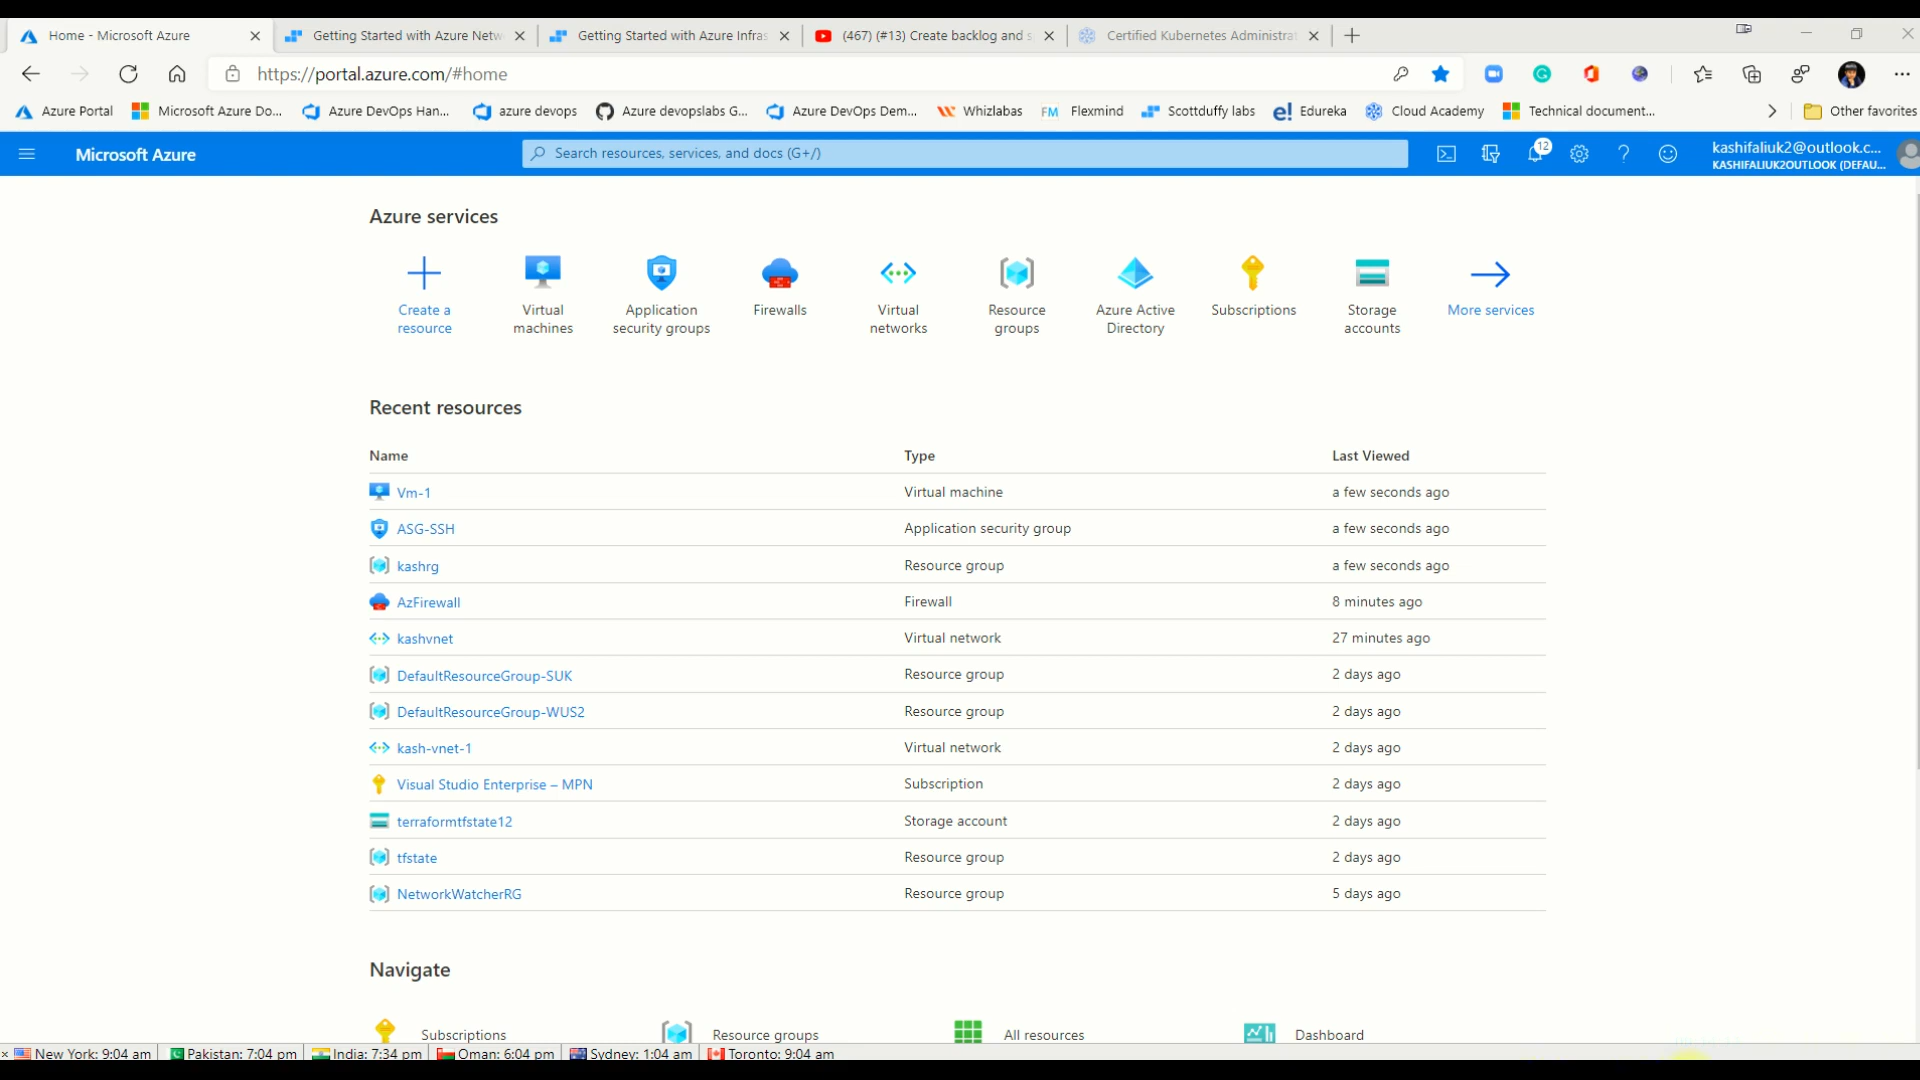 Home - Microsoft Azure
Getting Started with Azure Netw
Getting Started with Azure Infras
(467) (#13) Create backlog and s
Certified Kubernetes Administrat
https://portal.azure.com/#home
Azure Portal
Microsoft Azure Do...
Azure DevOps Han...
azure devops
Azure devopslabs G...
Azure DevOps Dem...
Whizlabas
FM Flexmind
Scottduffy labs
e! Edureka
Cloud Academy
Technical document...
Other favorites
Microsoft Azure
Search resources, services, and docs (G+/)
12
kashifaliuk2@outlook.c...
KASHIFALIUK2OUTLOOK (DEFAU...
Azure services
Create a resource
Virtual machines
Application security groups
Firewalls
Virtual networks
Resource groups
Azure Active Directory
Subscriptions
Storage accounts
More services
Recent resources
Name Type Last Viewed
Vm-1 Virtual machine a few seconds ago
ASG-SSH Application security group a few seconds ago
kashrg Resource group a few seconds ago
AzFirewall Firewall 8 minutes ago
kashvnet Virtual network 27 minutes ago
DefaultResourceGroup-SUK Resource group 2 days ago
DefaultResourceGroup-WUS2 Resource group 2 days ago
kash-vnet-1 Virtual network 2 days ago
Visual Studio Enterprise – MPN Subscription 2 days ago
terraformtfstate12 Storage account 2 days ago
tfstate Resource group 2 days ago
NetworkWatcherRG Resource group 5 days ago
Navigate
Subscriptions Resource groups All resources Dashboard
New York: 9:04 am Pakistan: 7:04 pm India: 7:34 pm Oman: 6:04 pm Sydney: 1:04 am Toronto: 9:04 am